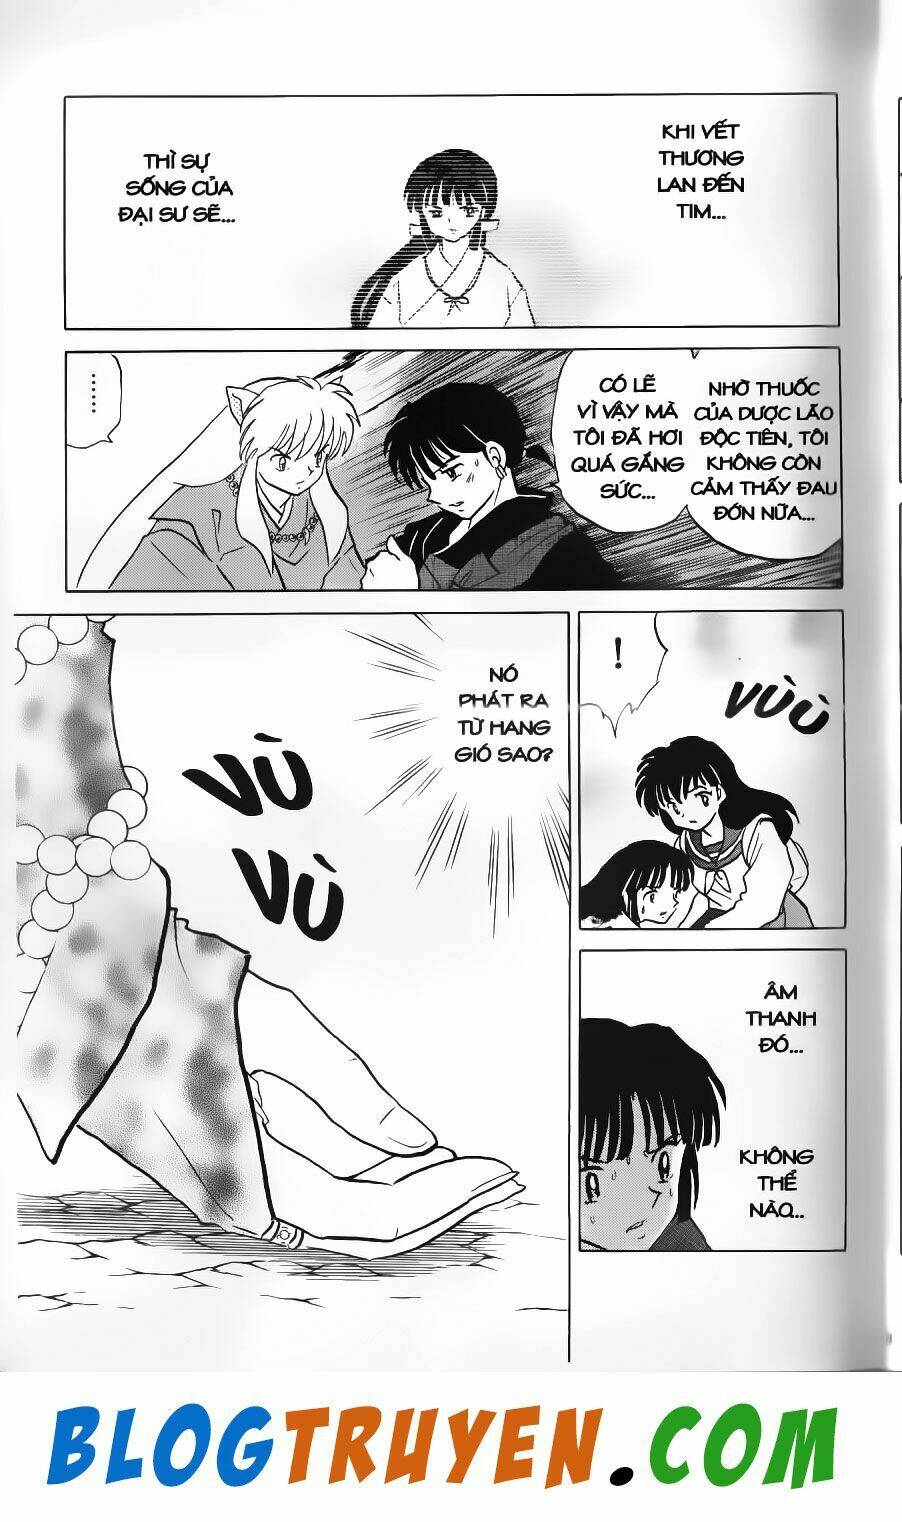 KHI VẾT
THƯƠNG
LAN ĐẾN
TIM...
THÌ SỰ
SỐNG CỦA
ĐẠI SƯ SẼ...
NHỜ THUỐC
CỦA DƯỢC LÃO
ĐỘC TIÊN, TÔI
KHÔNG CÒN
CẢM THẤY ĐAU
ĐỚN NỮA...
CÓ LẼ
VÌ VẬY MÀ
TÔI ĐÃ HƠI
QUÁ GẮNG
SỨC...
......
!
VÙÙ
ÂM
THANH
ĐÓ...
KHÔNG
THỂ
NÀO...
NÓ
PHÁT RA
TỪ HANG
GIÓ SAO?
VÙ
VÙ
BLOGTRUYEN.COM